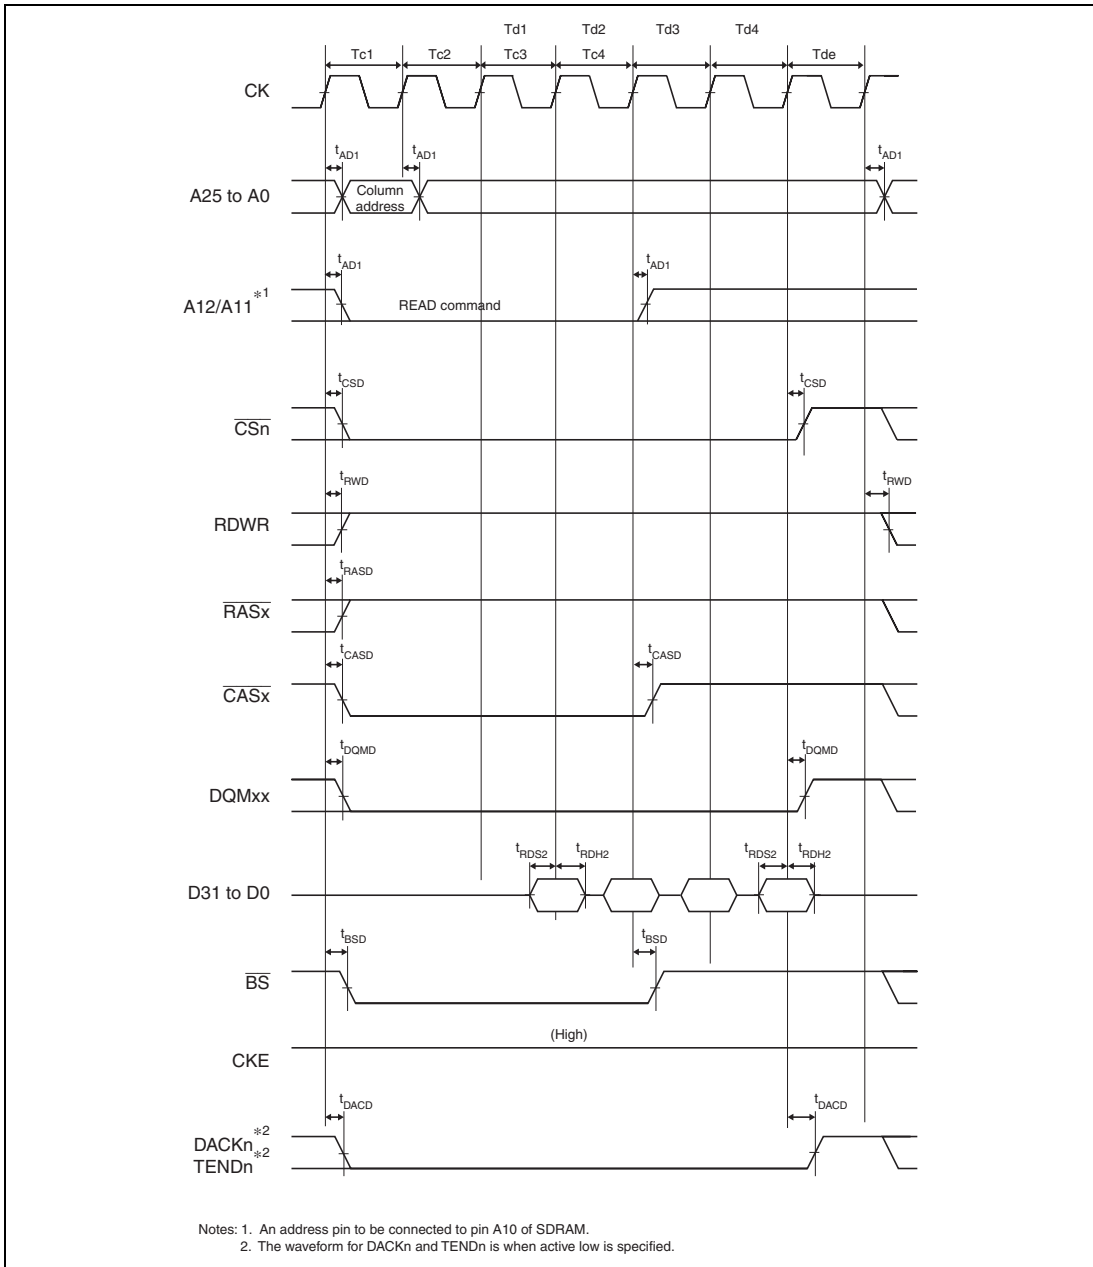 Td1 Td2 Td3 Td4
Tc1 Tc2 Tc3 Tc4 Tde
CK
tAD1 tAD1 tAD1
A25 to A0
Column
address
tAD1 tAD1
A12/A11*1
READ command
tCSD tCSD
CSn
tRWD tRWD
RDWR
tRASD
RASx
tCASD tCASD
CASx
tDQMD tDQMD
DQMxx
tRDS2 tRDH2 tRDS2 tRDH2
D31 to D0
tBSD tBSD
BS
(High)
CKE
tDACD tDACD
DACKn*2
TENDn*2
Notes: 1. An address pin to be connected to pin A10 of SDRAM.
2. The waveform for DACKn and TENDn is when active low is specified.